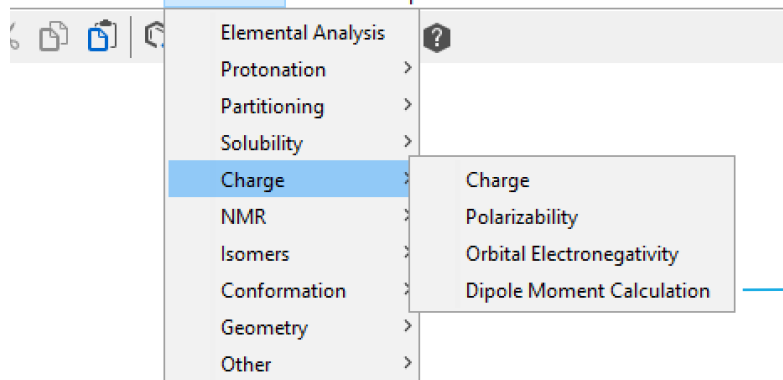 Elemental Analysis
Protonation
Partitioning
Solubility
Charge
NMR
Isomers
Conformation
Geometry
Other
Charge
Polarizability
Orbital Electronegativity
Dipole Moment Calculation